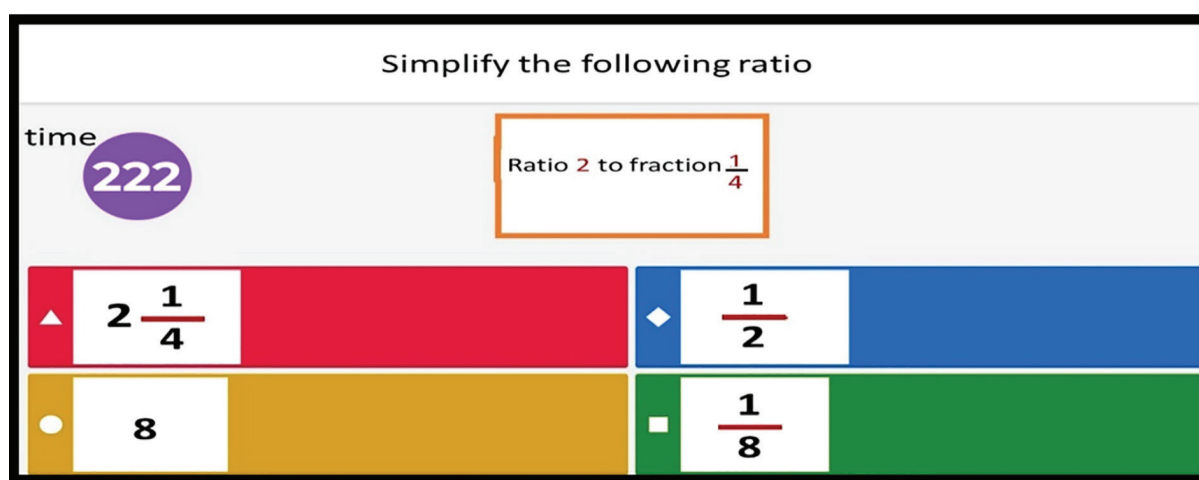 Simplify the following ratio
time
222
Ratio 2 to fraction 1/4
2 1/4
1/2
8
1/8